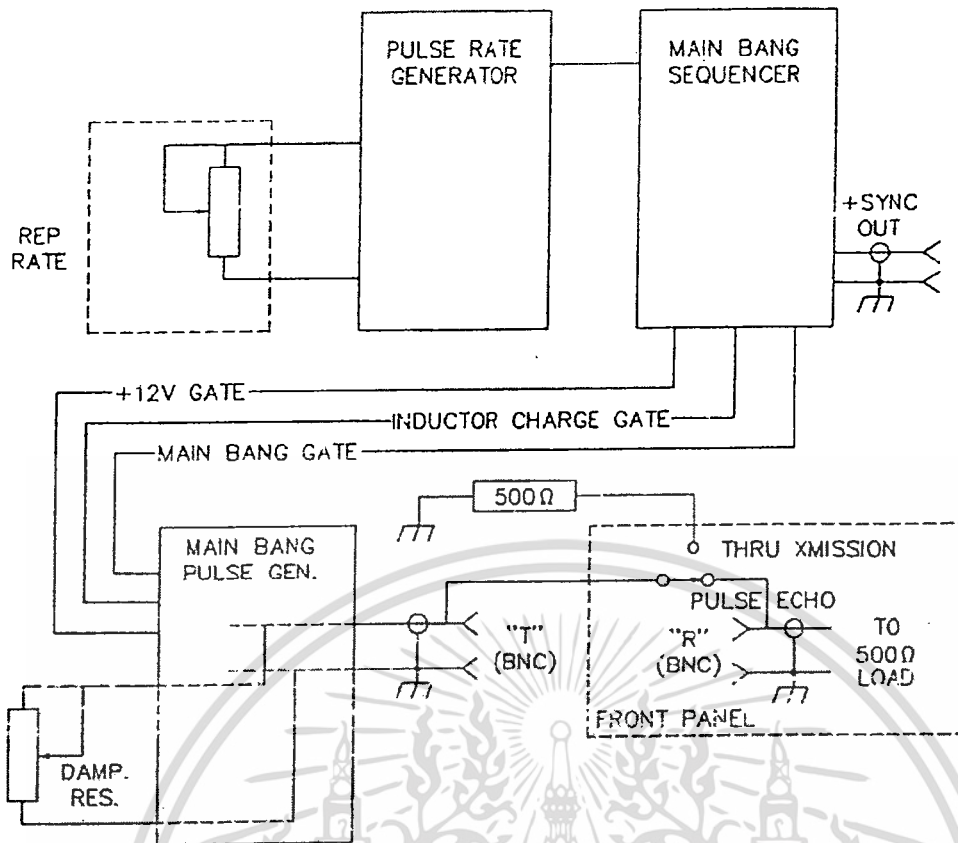 PULSE RATE
GENERATOR
MAIN BANG
SEQUENCER
REP
RATE
+SYNC
OUT
+12V GATE
INDUCTOR CHARGE GATE
MAIN BANG GATE
500Ω
MAIN BANG
PULSE GEN.
THRU XMISSION
PULSE ECHO
"T"
(BNC)
"R"
(BNC)
TO
500Ω
LOAD
FRONT PANEL
DAMP.
RES.